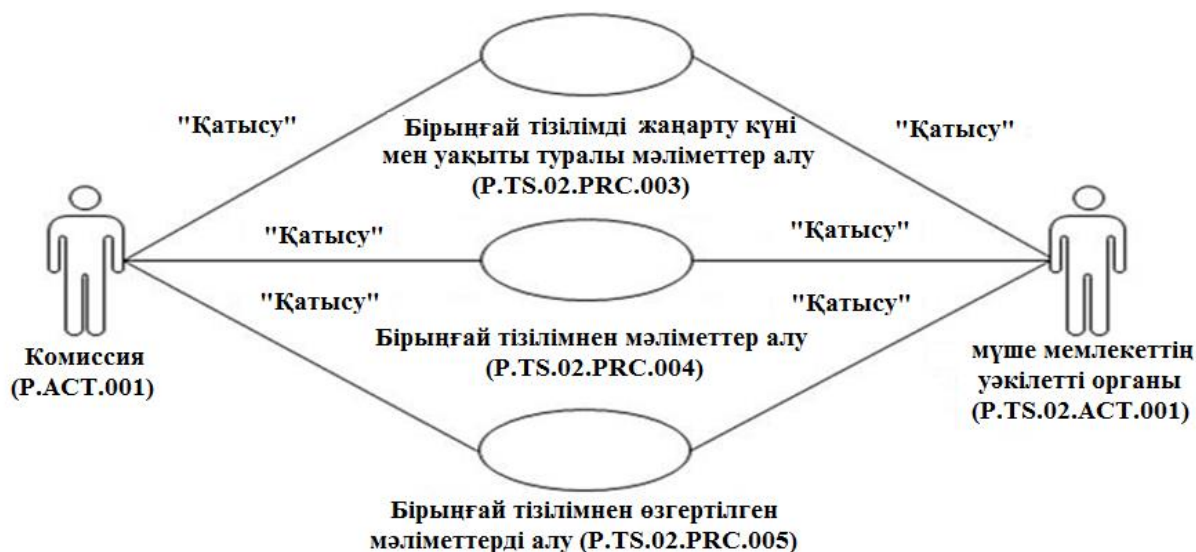 "Қатысу"
"Қатысу"
Бірыңғай тізілімді жаңарту күні
мен уақыты туралы мәліметтер алу
(P.TS.02.PRC.003)
"Қатысу"
"Қатысу"
"Қатысу"
"Қатысу"
Бірыңғай тізілімнен мәліметтер алу
(P.TS.02.PRC.004)
Комиссия
(P.ACT.001)
мүше мемлекеттің
уәкілетті органы
(P.TS.02.ACT.001)
Бірыңғай тізілімнен өзгертілген
мәліметтерді алу (P.TS.02.PRC.005)